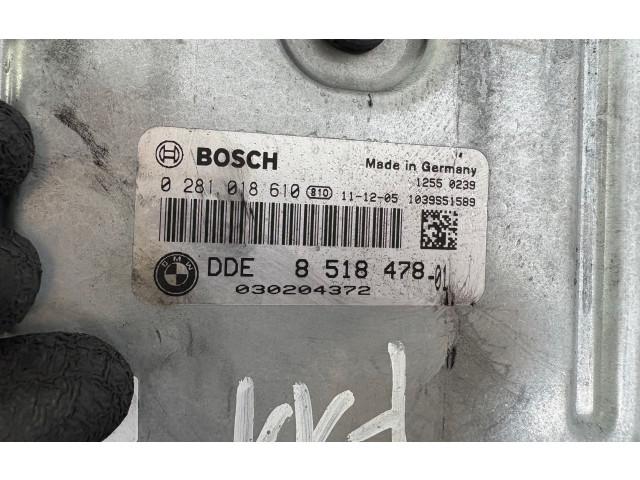 BOSCH
Made in Germany
1255 0239
0 281 018 610 810 11-12-05 1039S51589
BMW
DDE 8 518 478-01
030204372